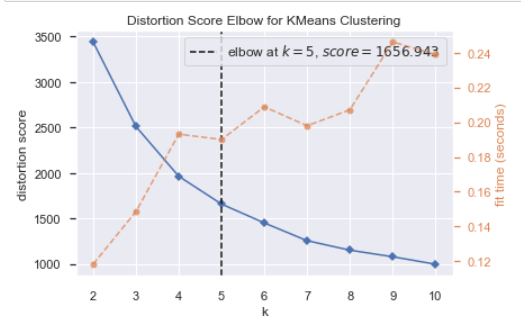 Distortion Score Elbow for KMeans Clustering
elbow at k = 5, score = 1656.943
distortion score
3500
3000
2500
2000
1500
1000
2 3 4 5 6 7 8 9 10
k
0.24
0.22
0.20
0.18
0.16
0.14
0.12
fit time (seconds)